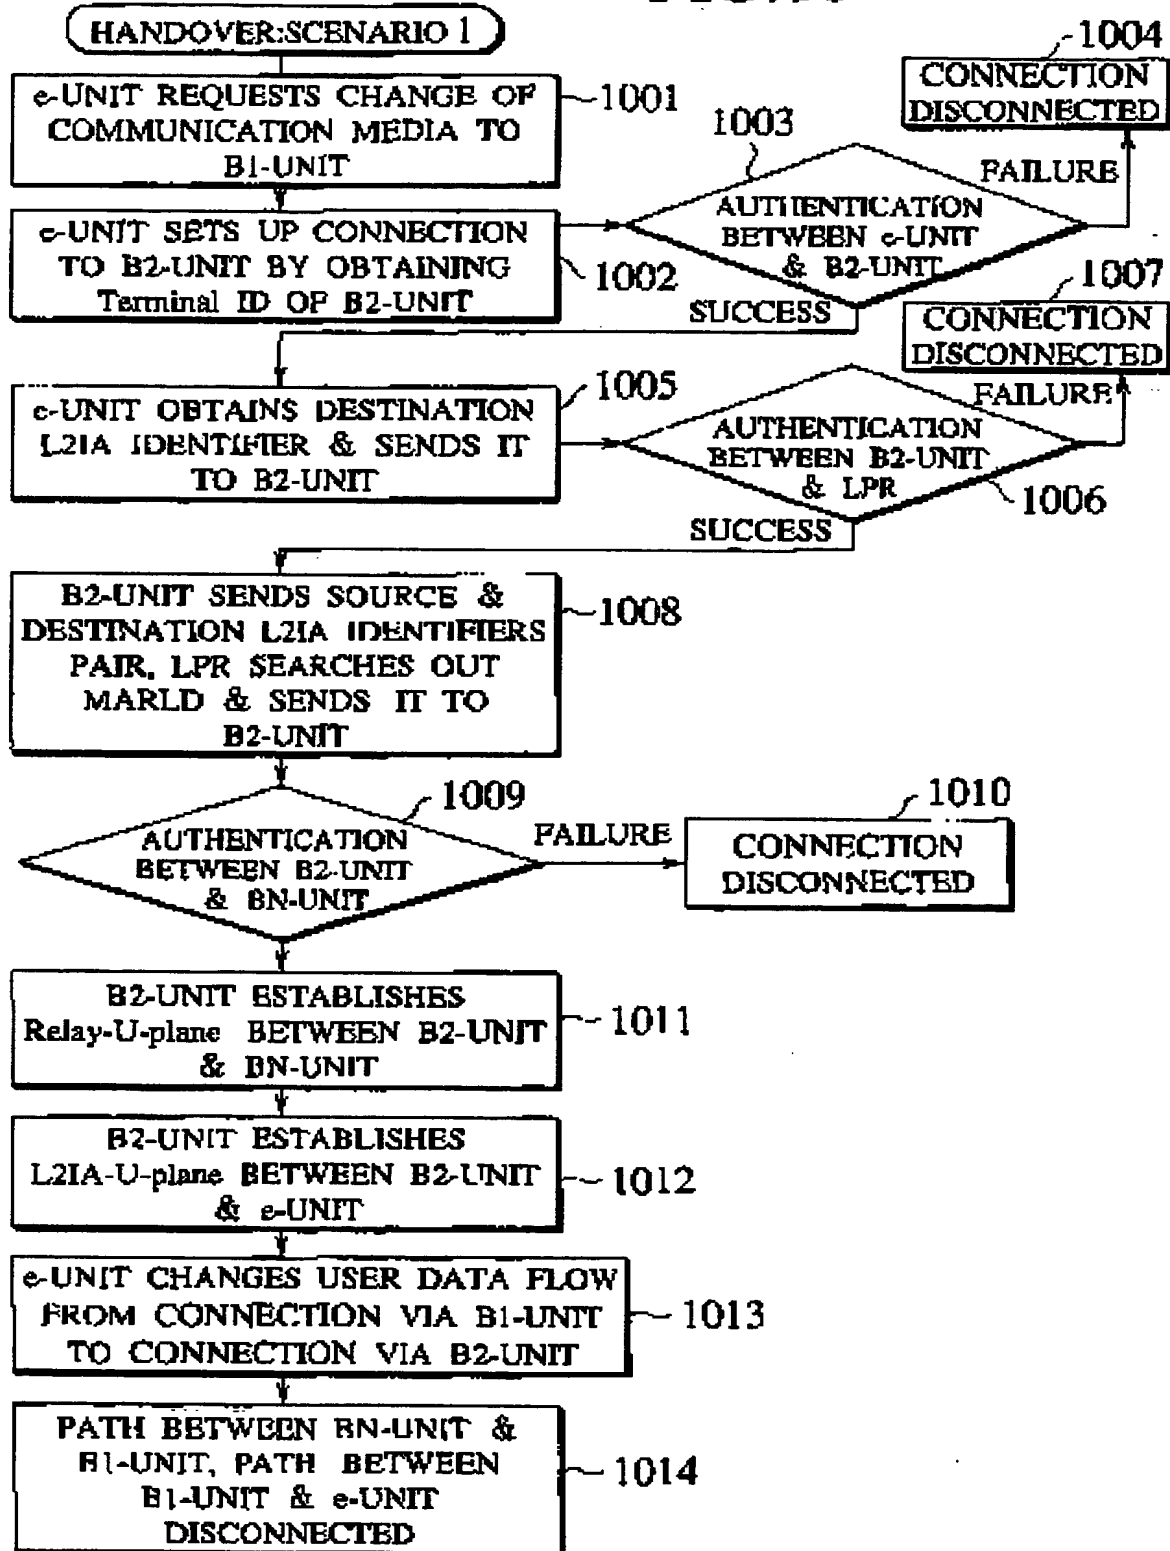 HANDOVER:SCENARIO 1
e-UNIT REQUESTS CHANGE OF
COMMUNICATION MEDIA TO
B1-UNIT
1001
e-UNIT SETS UP CONNECTION
TO B2-UNIT BY OBTAINING
Terminal ID OF B2-UNIT
1002
1003
AUTHENTICATION
BETWEEN e-UNIT
& B2-UNIT
FAILURE
1004
CONNECTION
DISCONNECTED
SUCCESS
e-UNIT OBTAINS DESTINATION
L2IA IDENTIFIER & SENDS IT
TO B2-UNIT
1005
AUTHENTICATION
BETWEEN B2-UNIT
& LPR
1006
FAILURE
1007
CONNECTION
DISCONNECTED
SUCCESS
B2-UNIT SENDS SOURCE &
DESTINATION L2IA IDENTIFIERS
PAIR, LPR SEARCHES OUT
MARLD & SENDS IT TO
B2-UNIT
1008
1009
AUTHENTICATION
BETWEEN B2-UNIT
& BN-UNIT
FAILURE
1010
CONNECTION
DISCONNECTED
B2-UNIT ESTABLISHES
Relay-U-plane BETWEEN B2-UNIT
& BN-UNIT
1011
B2-UNIT ESTABLISHES
L2IA-U-plane BETWEEN B2-UNIT
& e-UNIT
1012
e-UNIT CHANGES USER DATA FLOW
FROM CONNECTION VIA B1-UNIT
TO CONNECTION VIA B2-UNIT
1013
PATH BETWEEN BN-UNIT &
B1-UNIT, PATH BETWEEN
B1-UNIT & e-UNIT
DISCONNECTED
1014